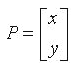 P = [ x
y ]